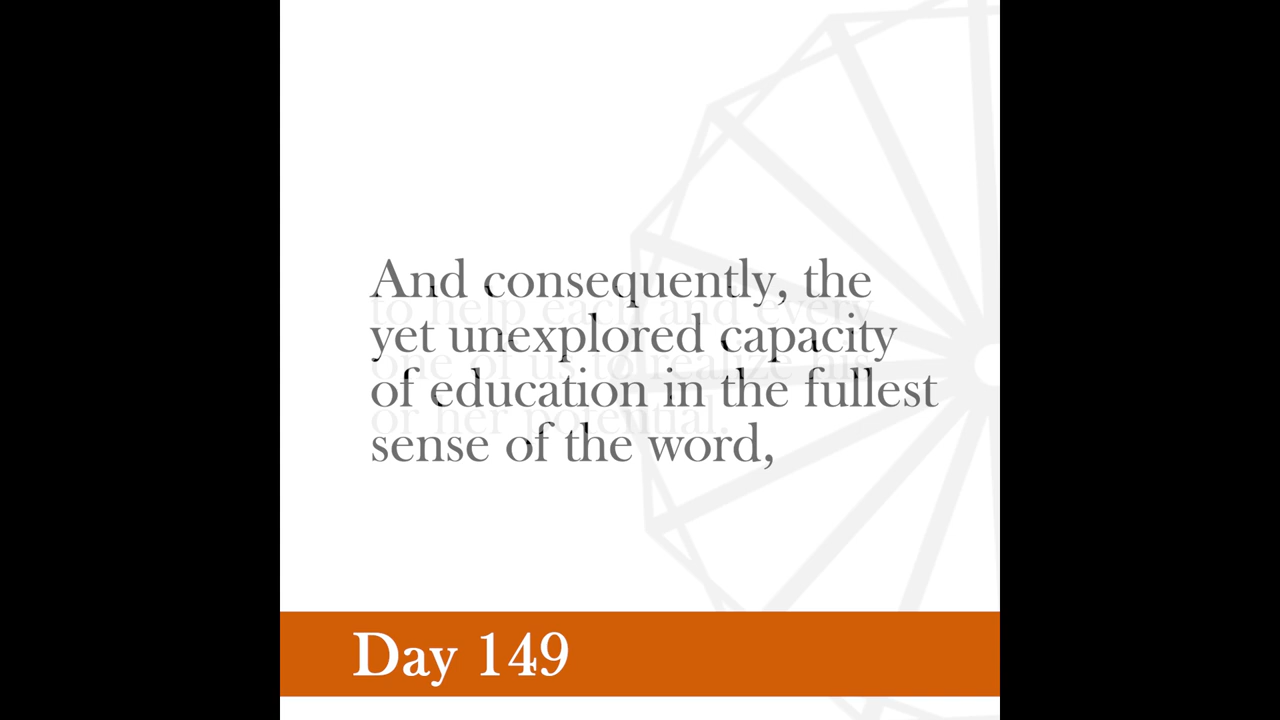 And consequently, the
yet unexplored capacity
of education in the fullest
sense of the word,
to help each and every
one of us to realize his
or her potential.
Day 149